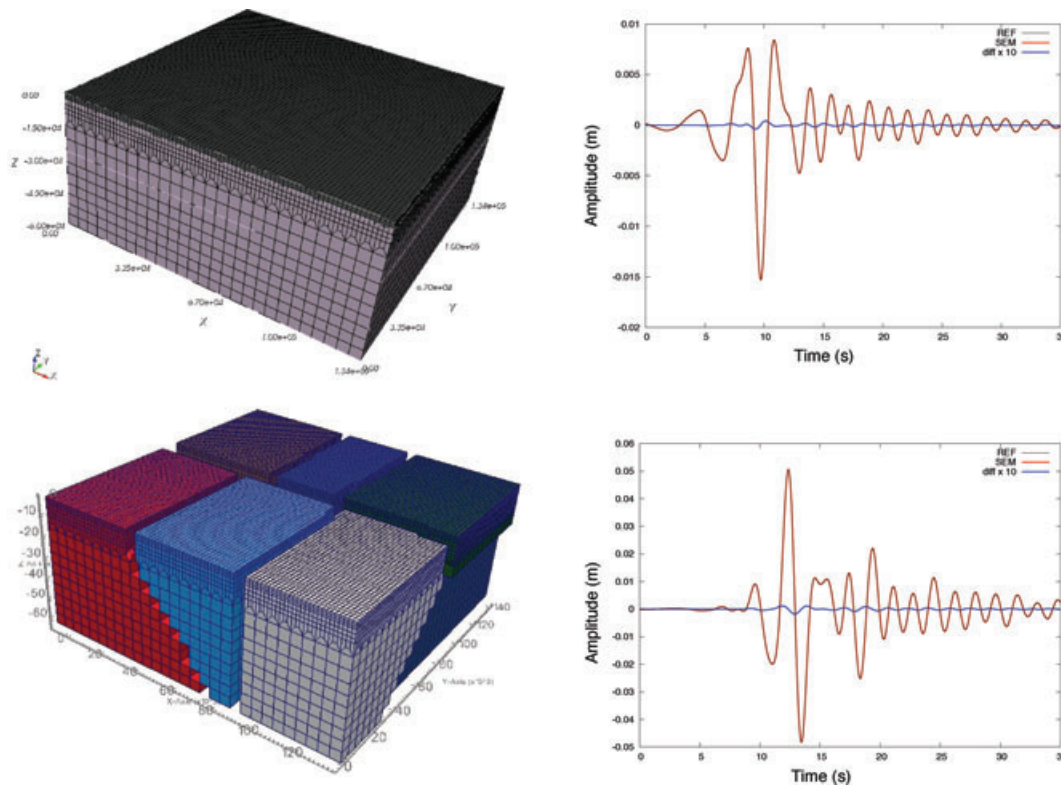 0.00
-1.50e+04
Z
-3.00e+04
-4.50e+04
-6.00e+04
0.00
3.35e+04
6.70e+04
X
1.00e+05
1.34e+05
0.00
3.35e+04
Y
6.70e+04
1.00e+05
1.34e+05
Z
Y
X
0.01
0.005
0
-0.005
-0.01
-0.015
-0.02
Amplitude (m)
REF
SEM
diff x 10
0 5 10 15 20 25 30 35
Time (s)
0
-10
-20
-30
-40
-50
-60
0
20
40
60
80
100
120
X-Axis
0
20
40
60
80
100
120
140
Y-Axis (x10^3)
0.06
0.05
0.04
0.03
0.02
0.01
0
-0.01
-0.02
-0.03
-0.04
-0.05
Amplitude (m)
REF
SEM
diff x 10
0 5 10 15 20 25 30 35
Time (s)